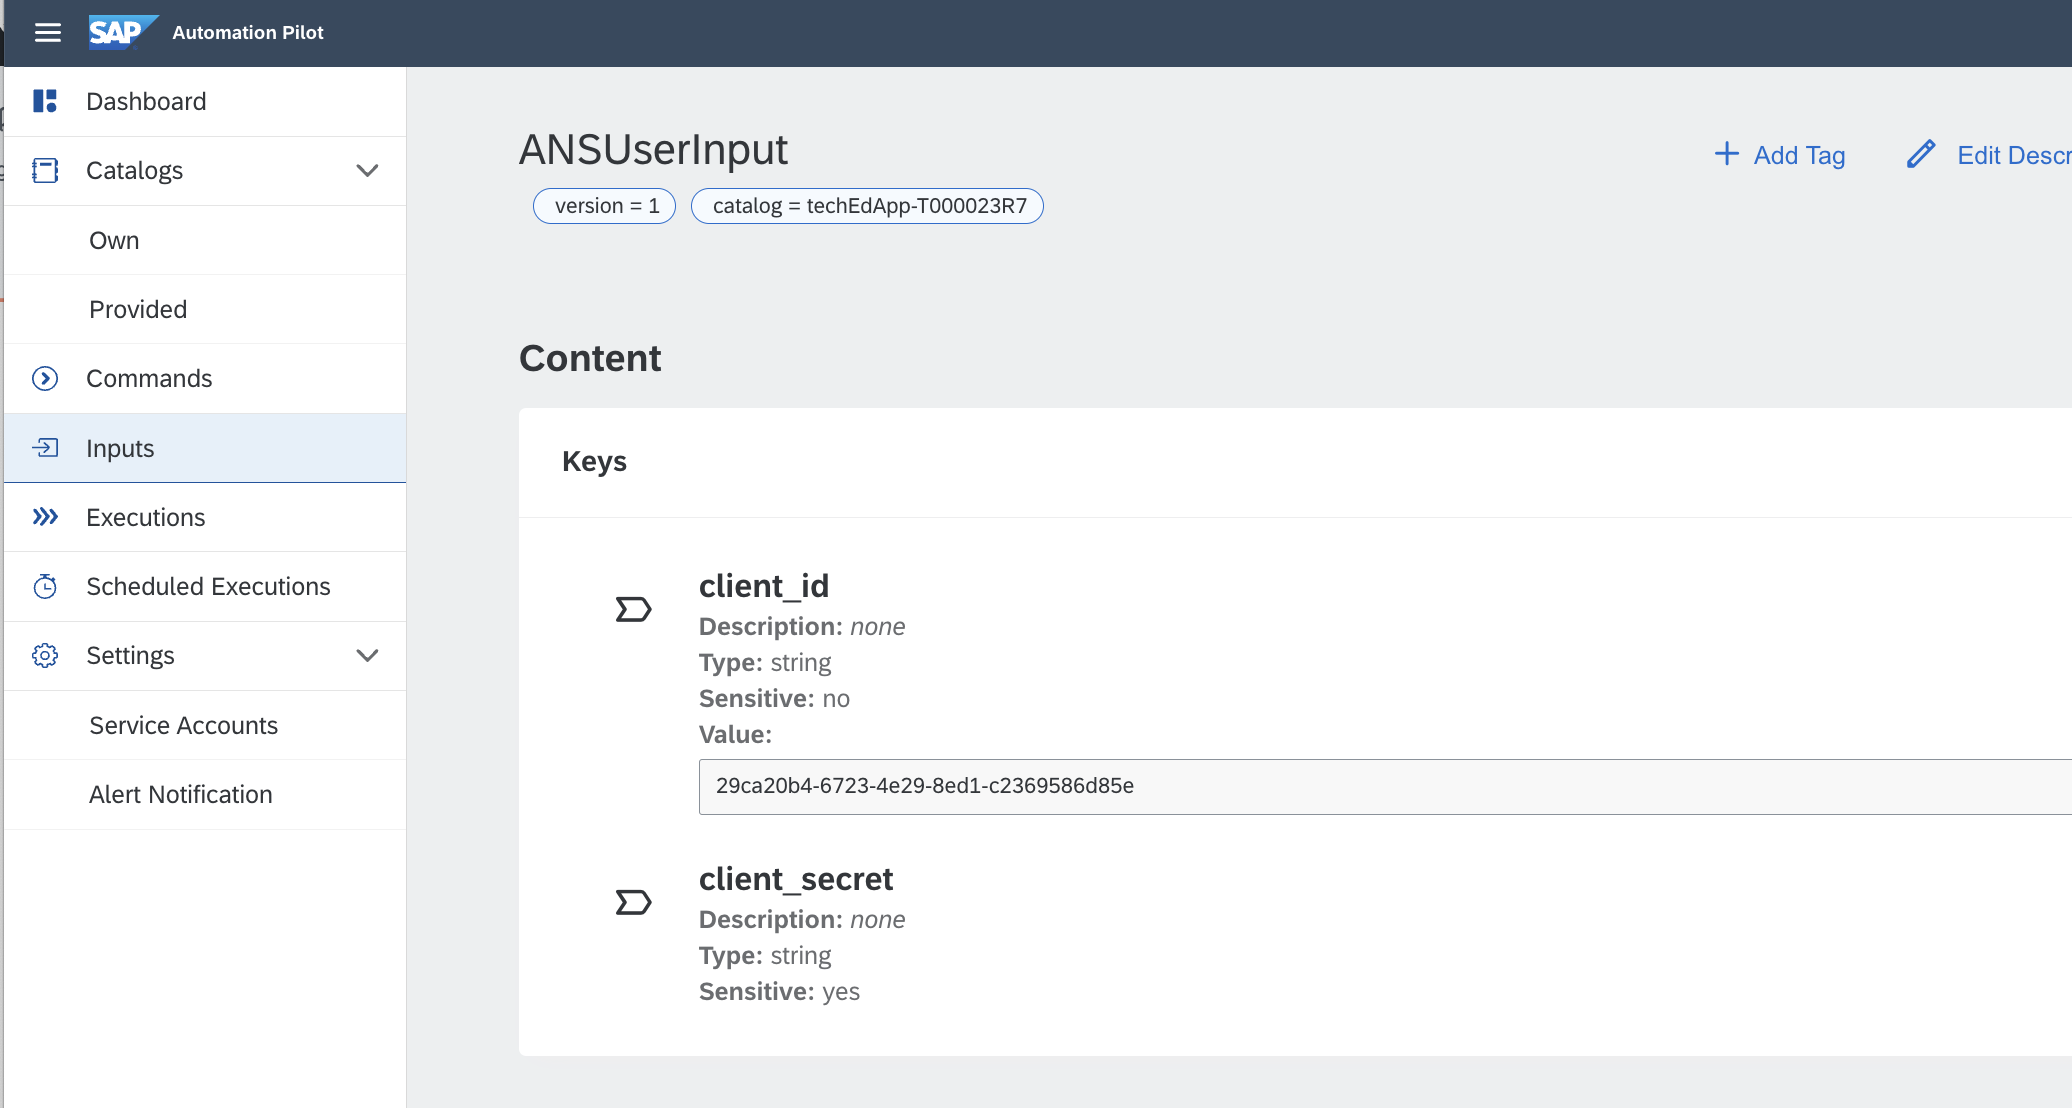 SAP Automation Pilot
Dashboard
Catalogs
Own
Provided
Commands
Inputs
Executions
Scheduled Executions
Settings
Service Accounts
Alert Notification
ANSUserInput
Add Tag
Edit Descr
version = 1
catalog = techEdApp-T000023R7
Content
Keys
client_id
Description: none
Type: string
Sensitive: no
Value:
29ca20b4-6723-4e29-8ed1-c2369586d85e
client_secret
Description: none
Type: string
Sensitive: yes